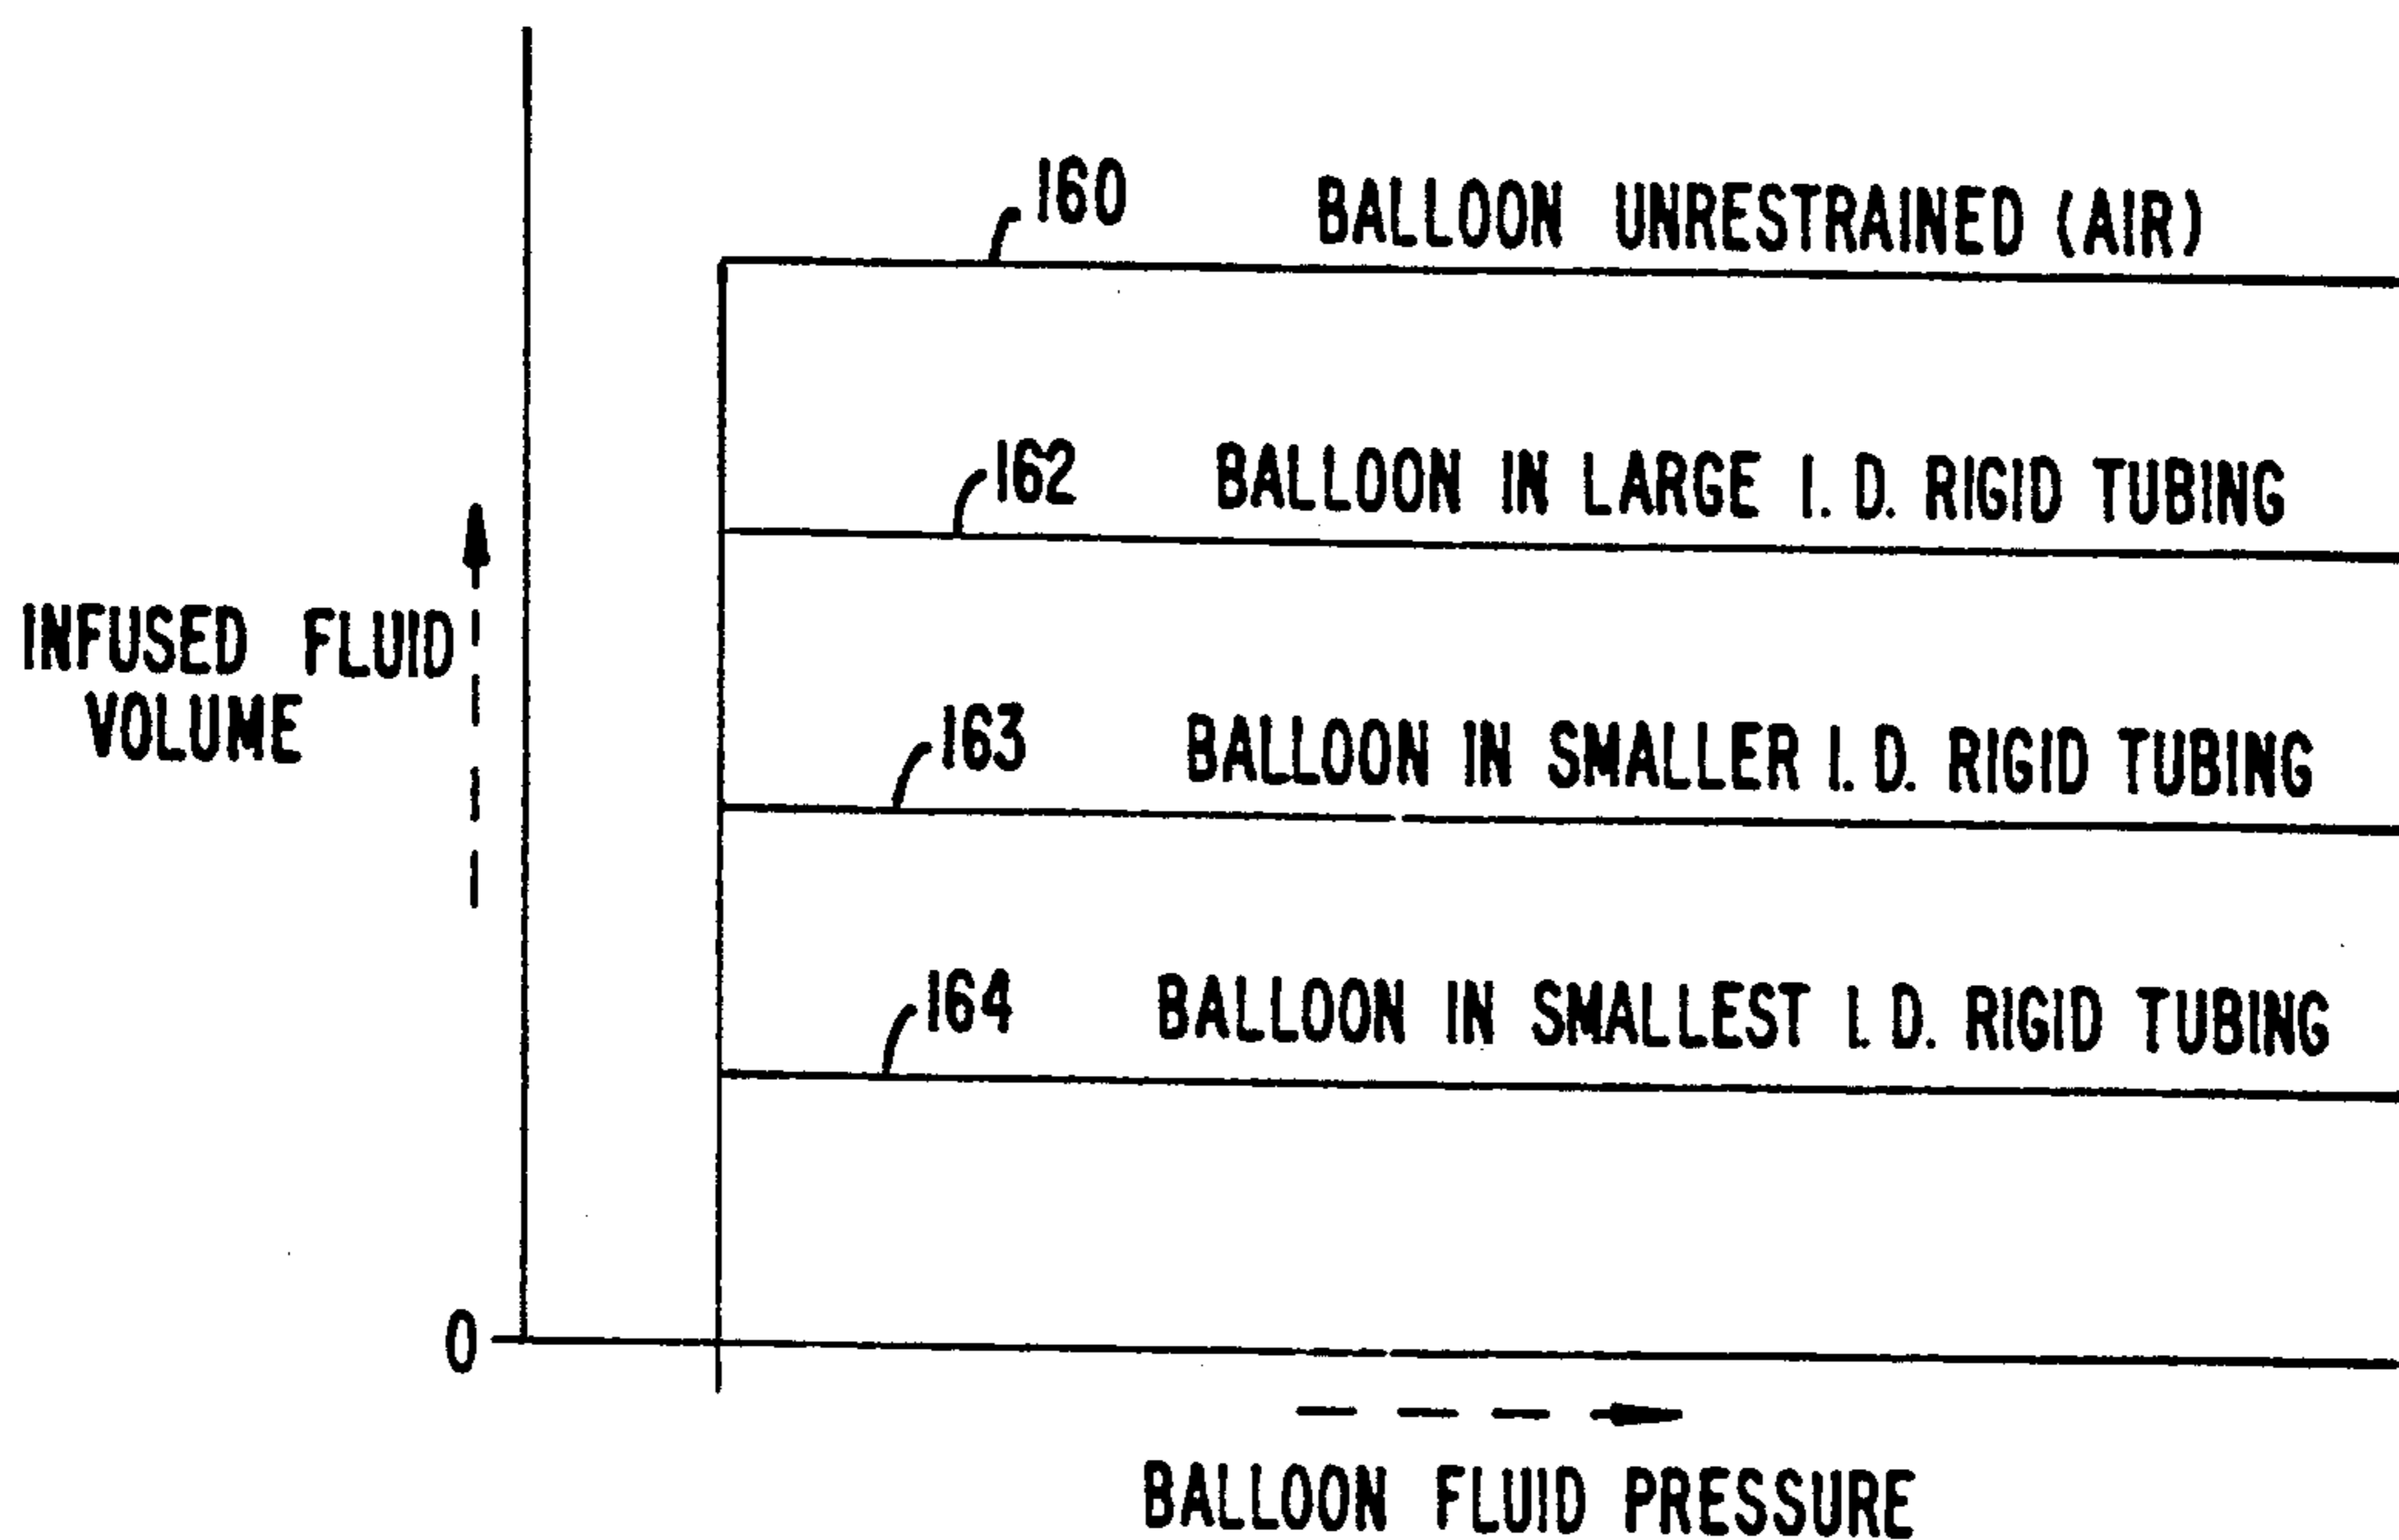 160 BALLOON UNRESTRAINED (AIR)
162 BALLOON IN LARGE I. D. RIGID TUBING
INFUSED FLUID
VOLUME
163 BALLOON IN SMALLER I. D. RIGID TUBING
164 BALLOON IN SMALLEST I. D. RIGID TUBING
0
BALLOON FLUID PRESSURE